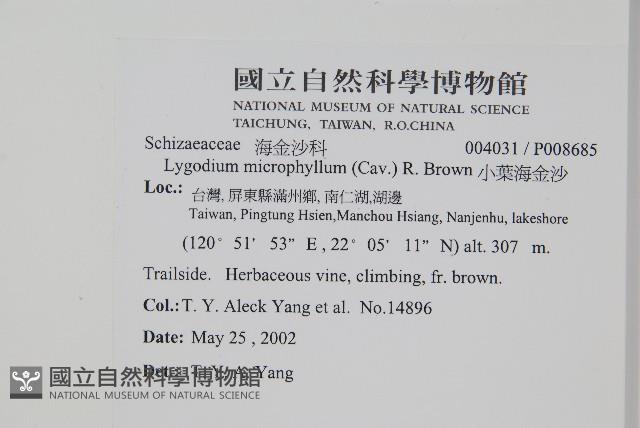 國立自然科學博物館
NATIONAL MUSEUM OF NATURAL SCIENCE
TAICHUNG, TAIWAN, R.O.CHINA
Schizaeaceae 海金沙科 004031 / P008685
Lygodium microphyllum (Cav.) R. Brown 小葉海金沙
Loc.: 台灣, 屏東縣滿州鄉, 南仁湖,湖邊
Taiwan, Pingtung Hsien,Manchou Hsiang, Nanjenhu, lakeshore
(120° 51' 53” E , 22° 05' 11” N) alt. 307 m.
Trailside. Herbaceous vine, climbing, fr. brown.
Col.: T. Y. Aleck Yang et al. No.14896
Date: May 25 , 2002
Det.: T. Y. A. Yang
國立自然科學博物館
NATIONAL MUSEUM OF NATURAL SCIENCE